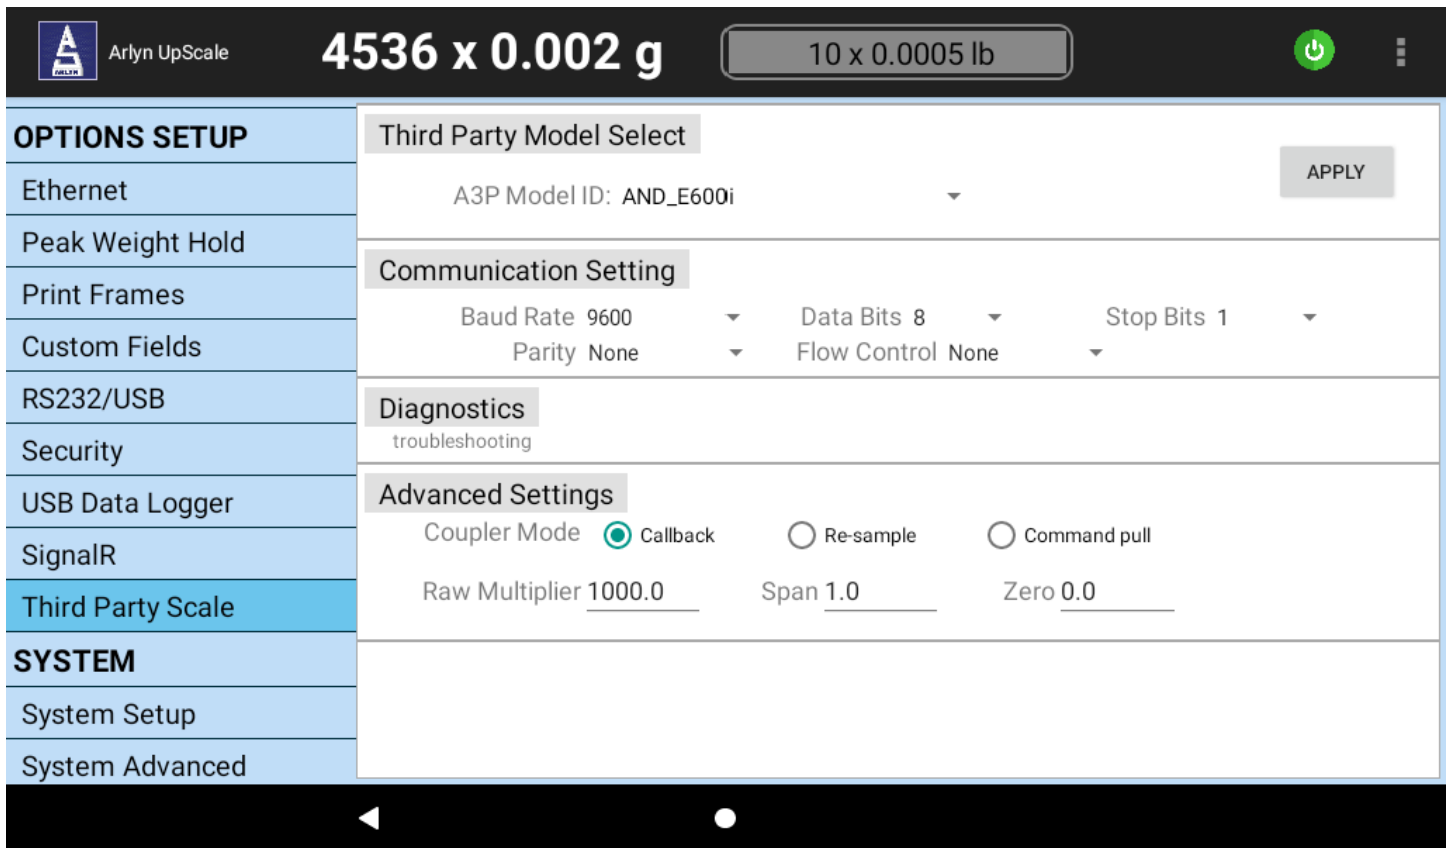 ARLYN
Arlyn UpScale
4536 x 0.002 g
10 x 0.0005 lb
OPTIONS SETUP
Ethernet
Peak Weight Hold
Print Frames
Custom Fields
RS232/USB
Security
USB Data Logger
SignalR
Third Party Scale
SYSTEM
System Setup
System Advanced
Third Party Model Select
APPLY
A3P Model ID: AND_E600i
Communication Setting
Baud Rate 9600 Data Bits 8 Stop Bits 1
Parity None Flow Control None
Diagnostics
troubleshooting
Advanced Settings
Coupler Mode Callback Re-sample Command pull
Raw Multiplier 1000.0 Span 1.0 Zero 0.0